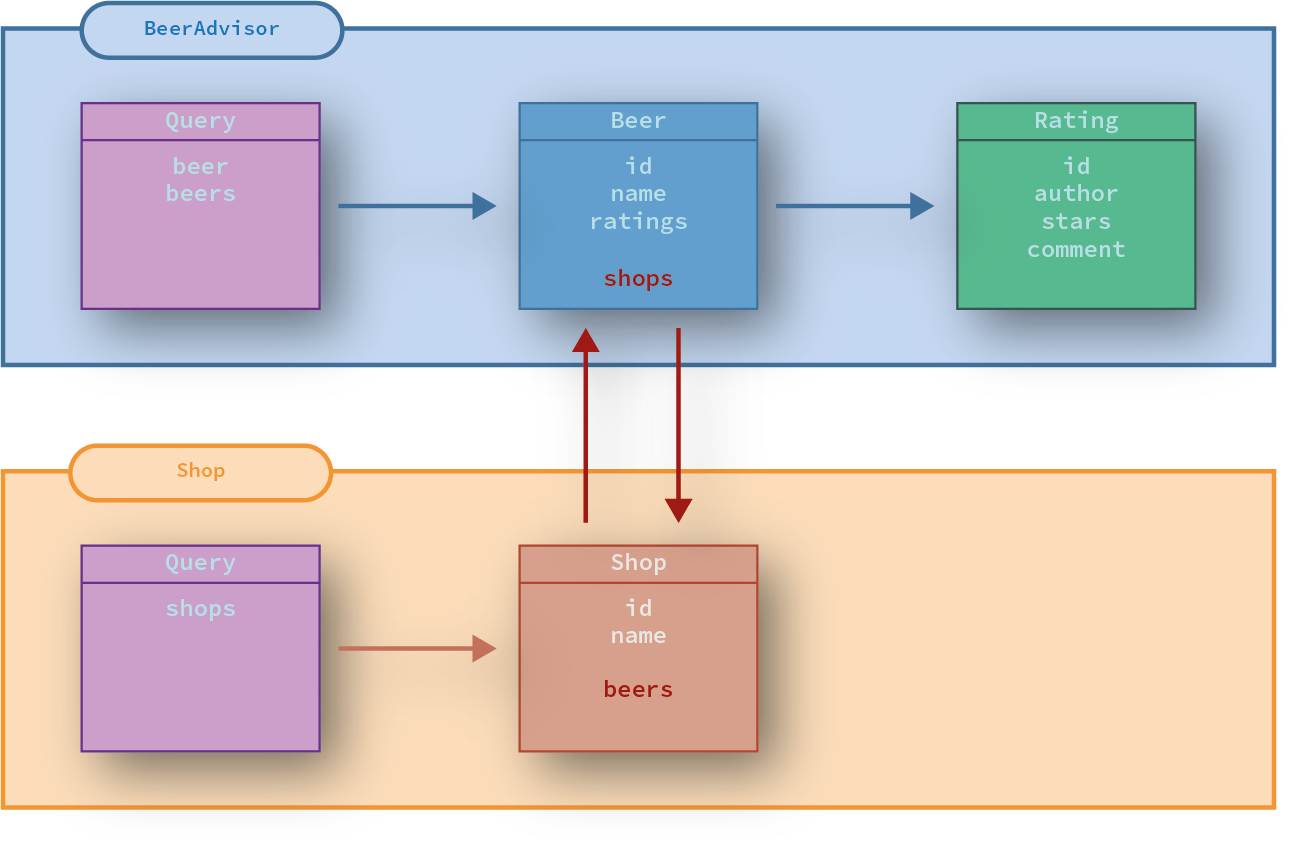 BeerAdvisor
Query
beer
beers
Beer
id
name
ratings
shops
Rating
id
author
stars
comment
Shop
Query
shops
Shop
id
name
beers